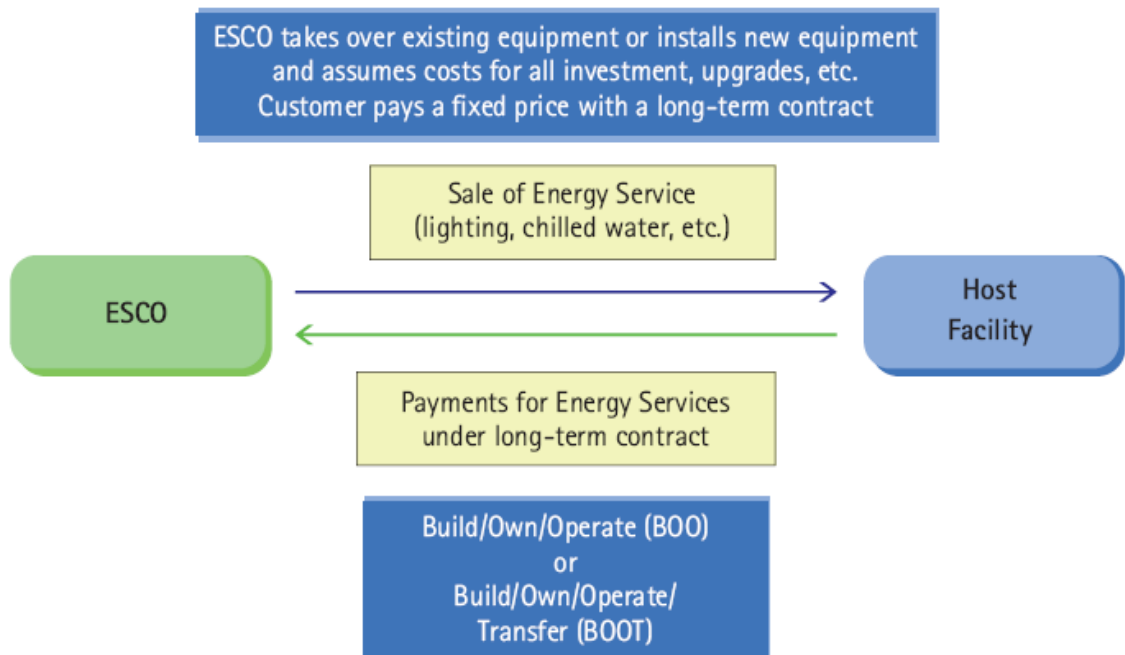 ESCO takes over existing equipment or installs new equipment
and assumes costs for all investment, upgrades, etc.
Customer pays a fixed price with a long-term contract
Sale of Energy Service
(lighting, chilled water, etc.)
ESCO
Host
Facility
Payments for Energy Services
under long-term contract
Build/Own/Operate (BOO)
or
Build/Own/Operate/
Transfer (BOOT)